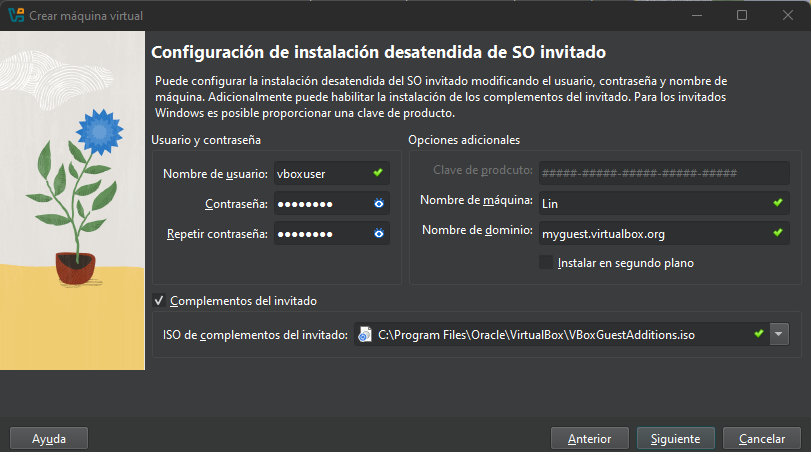 Crear máquina virtual
Configuración de instalación desatendida de SO invitado
Puede configurar la instalación desatendida del SO invitado modificando el usuario, contraseña y nombre de
máquina. Adicionalmente puede habilitar la instalación de los complementos del invitado. Para los invitados
Windows es posible proporcionar una clave de producto.
Usuario y contraseña
Nombre de usuario: vboxuser
Contraseña: ●●●●●●●●
Repetir contraseña: ●●●●●●●●
Opciones adicionales
Clave de prodcuto: #####-#####-#####-#####-#####
Nombre de máquina: Lin
Nombre de dominio: myguest.virtualbox.org
Instalar en segundo plano
Complementos del invitado
ISO de complementos del invitado: C:\Program Files\Oracle\VirtualBox\VBoxGuestAdditions.iso
Ayuda
Anterior
Siguiente
Cancelar